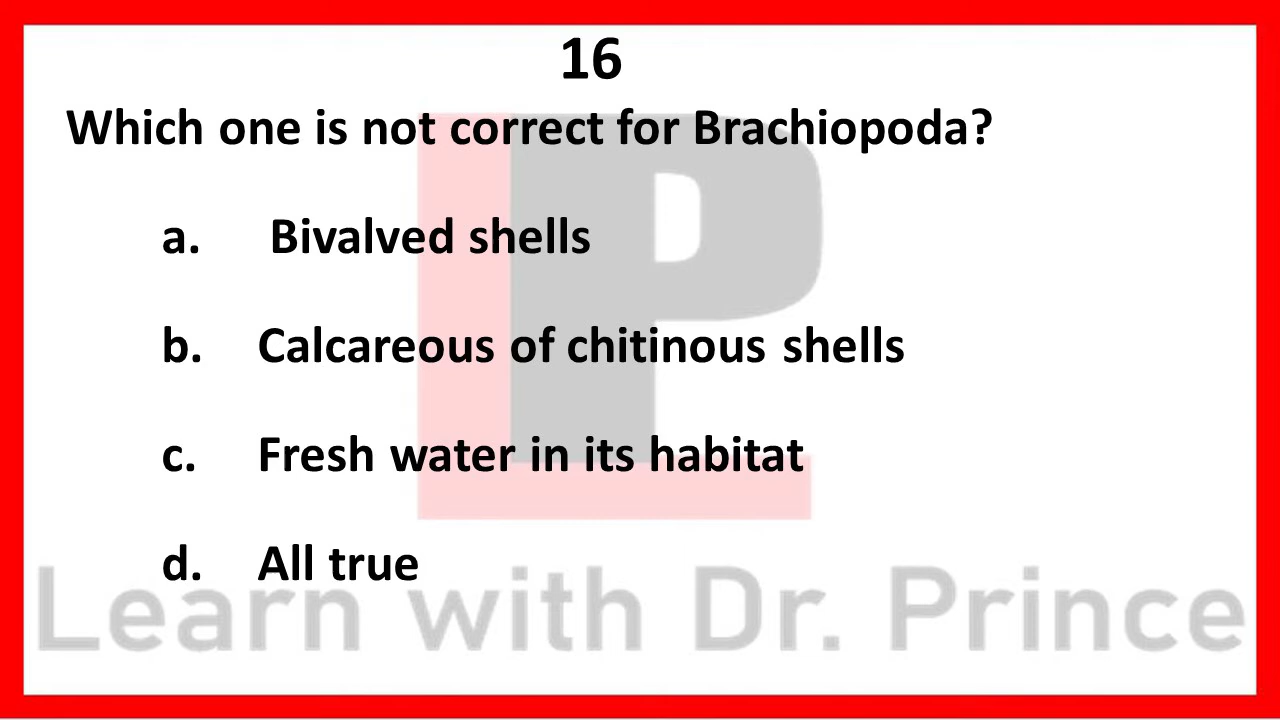 16
Which one is not correct for Brachiopoda?
a. Bivalved shells
b. Calcareous of chitinous shells
c. Fresh water in its habitat
d. All true
LP
Learn with Dr. Prince